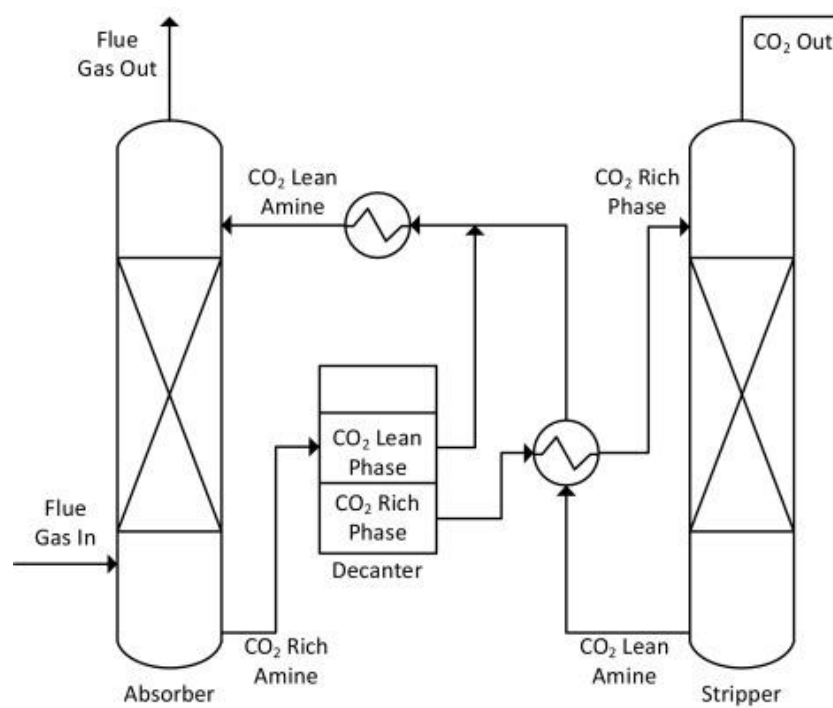 Flue
Gas Out
CO₂ Out
CO₂ Lean
Amine
CO₂ Rich
Phase
CO₂ Lean
Phase
CO₂ Rich
Phase
Decanter
Flue
Gas In
CO₂ Rich
Amine
CO₂ Lean
Amine
Absorber
Stripper